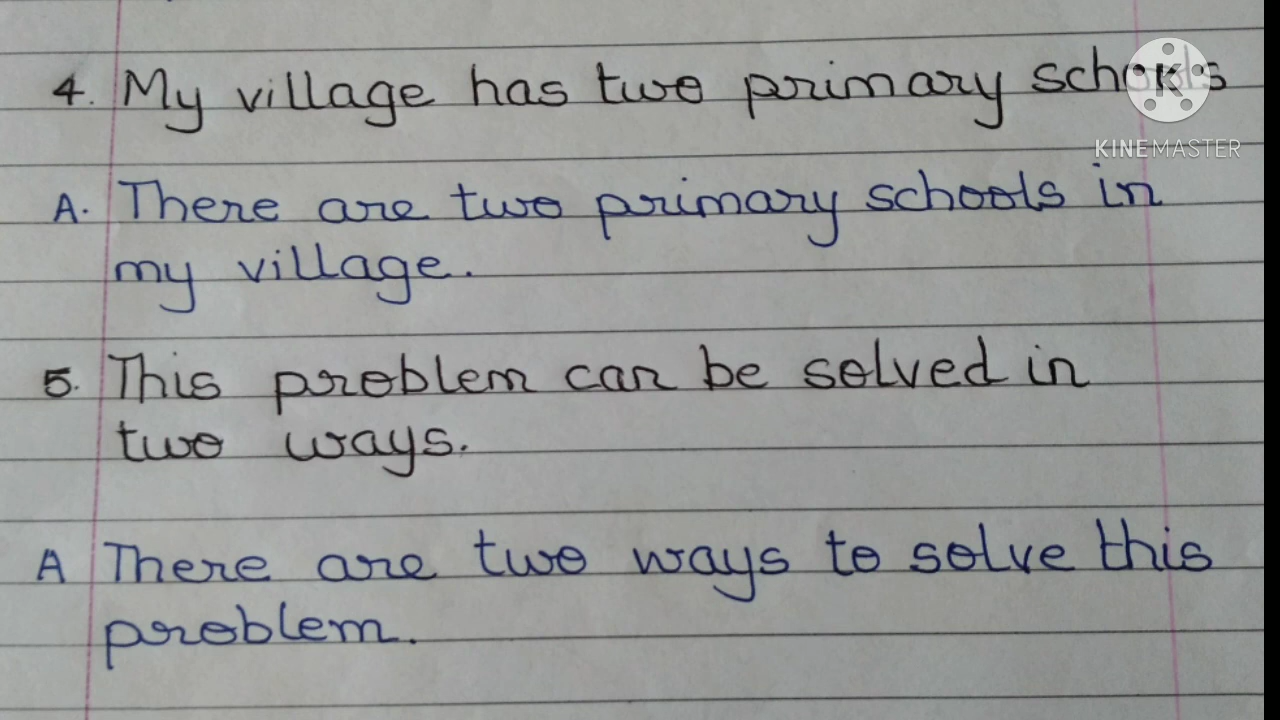 4. My village has two primary schools
KINEMASTER
A. There are two primary schools in
my village.
5. This problem can be solved in
two ways.
A There are two ways to solve this
problem.